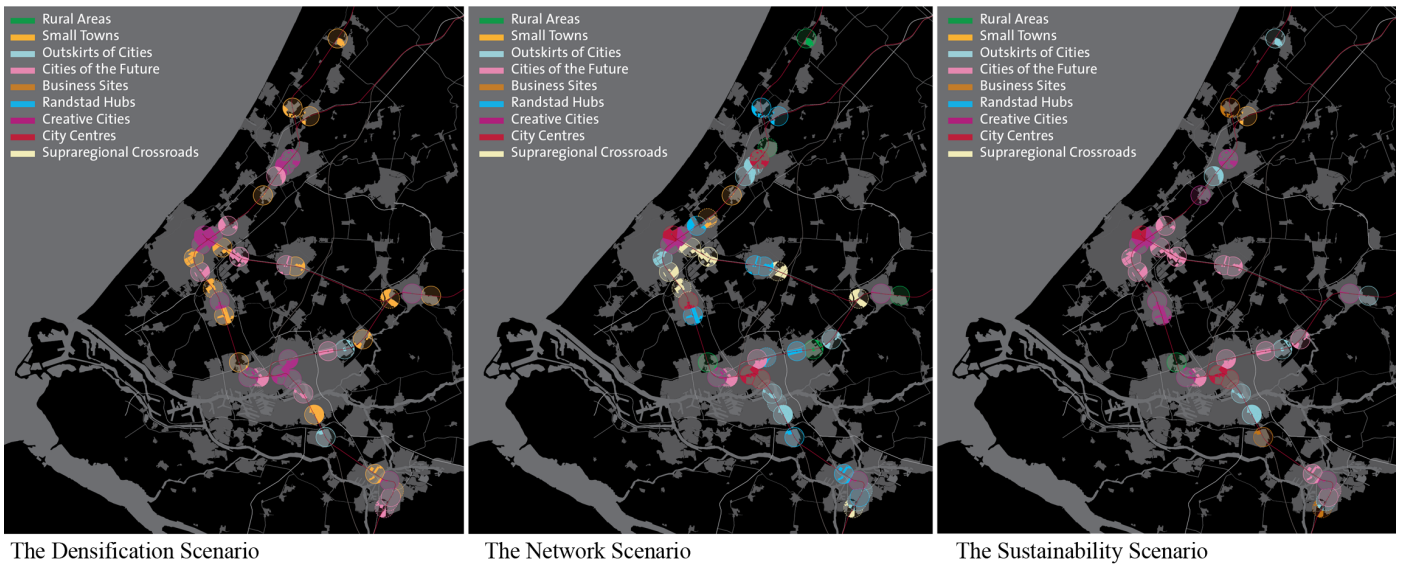 Rural Areas
Small Towns
Outskirts of Cities
Cities of the Future
Business Sites
Randstad Hubs
Creative Cities
City Centres
Supraregional Crossroads
Rural Areas
Small Towns
Outskirts of Cities
Cities of the Future
Business Sites
Randstad Hubs
Creative Cities
City Centres
Supraregional Crossroads
Rural Areas
Small Towns
Outskirts of Cities
Cities of the Future
Business Sites
Randstad Hubs
Creative Cities
City Centres
Supraregional Crossroads
The Densification Scenario
The Network Scenario
The Sustainability Scenario